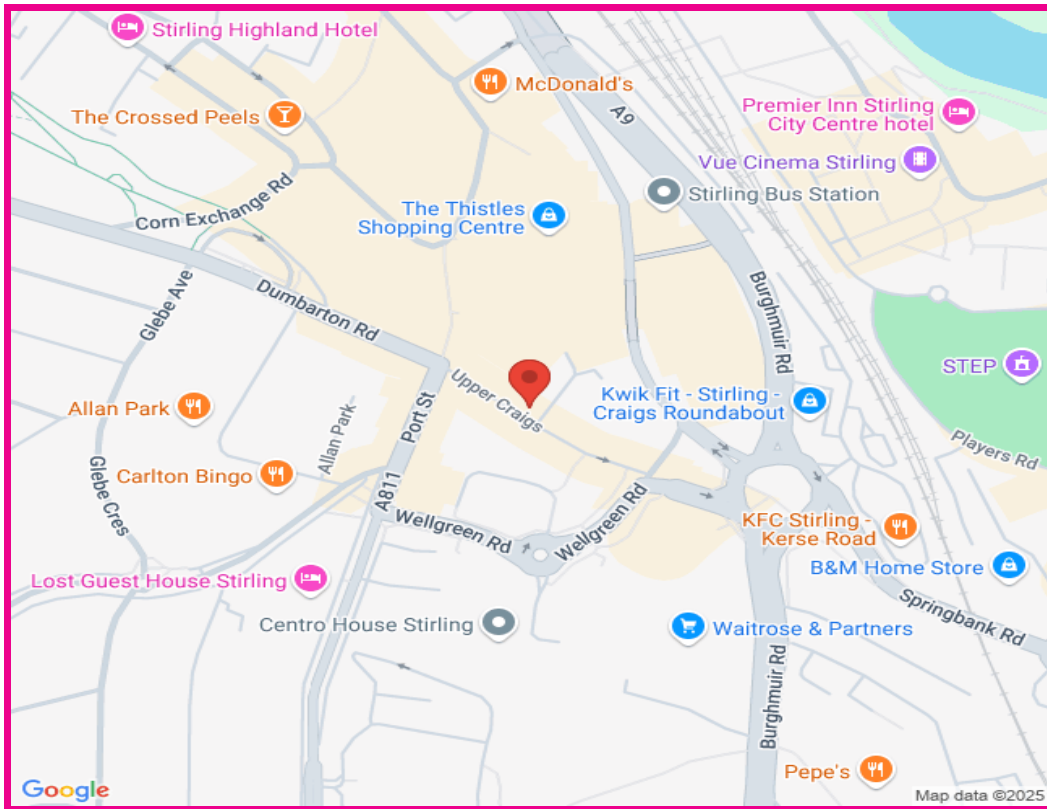 Stirling Highland Hotel
McDonald's
The Crossed Peels
A9
Premier Inn Stirling
City Centre hotel
Vue Cinema Stirling
Stirling Bus Station
Corn Exchange Rd
The Thistles
Shopping Centre
Glebe Ave
Dumbarton Rd
Burghmuir Rd
STEP
Upper Craigs
Kwik Fit - Stirling -
Craigs Roundabout
Allan Park
Port St
Allan Park
Players Rd
Carlton Bingo
Glebe Cres
A811
Wellgreen Rd
Wellgreen Rd
KFC Stirling -
Kerse Road
B&M Home Store
Lost Guest House Stirling
Springbank Rd
Centro House Stirling
Waitrose & Partners
Burghmuir Rd
Pepe's
Google
Map data ©2025